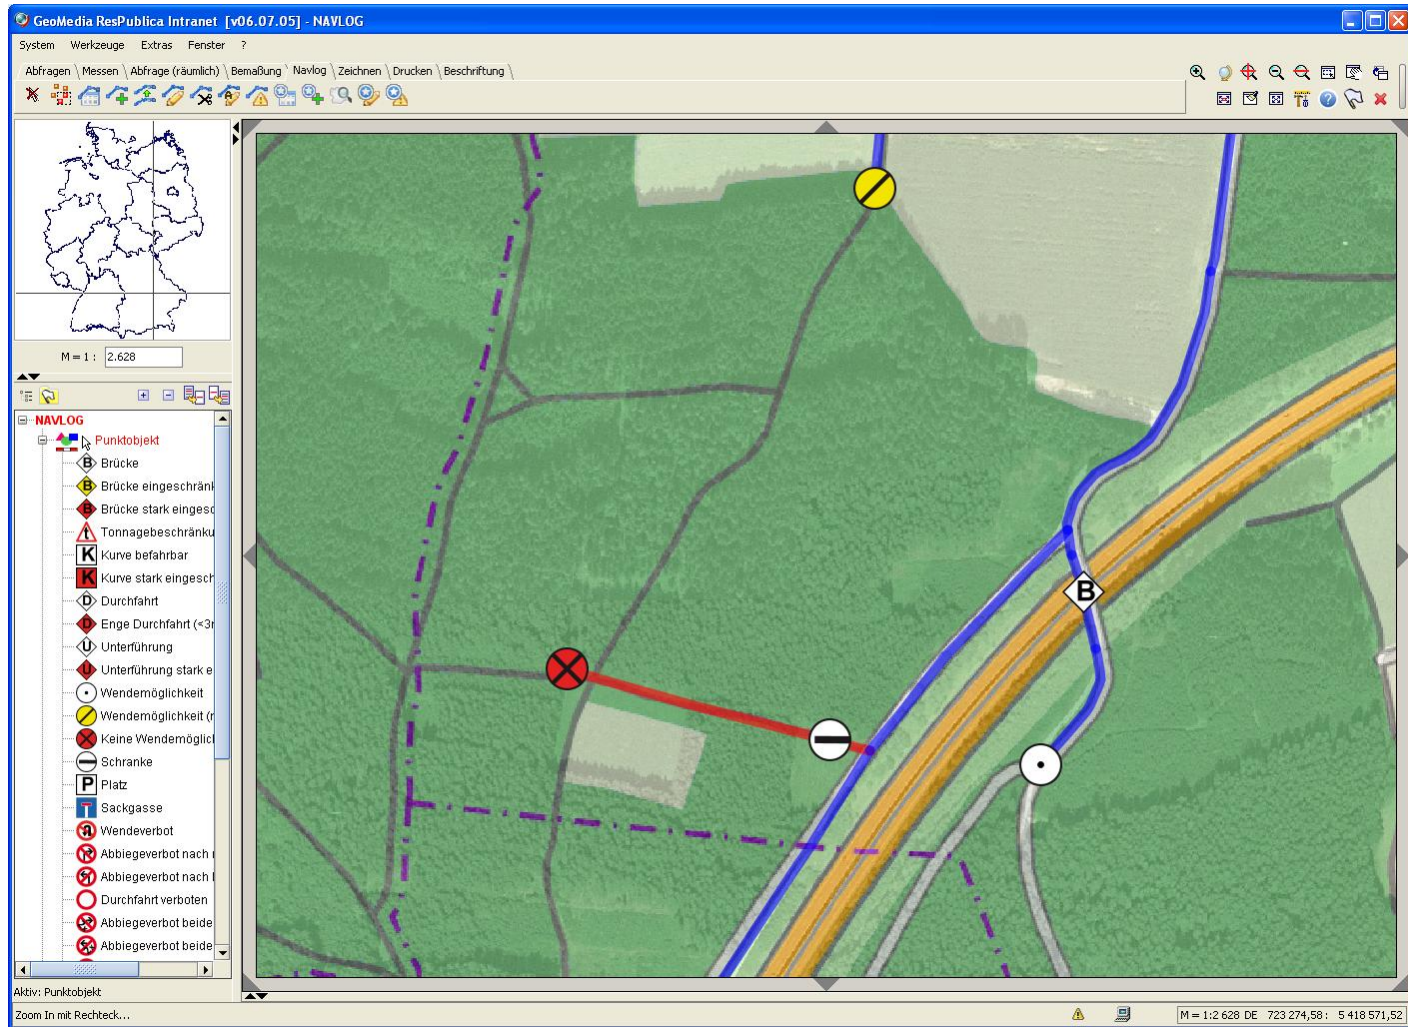 GeoMedia ResPublica Intranet [v06.07.05] - NAVLOG
System Werkzeuge Extras Fenster ?
Abfragen Messen Abfrage (räumlich) Bemaßung Navlog Zeichnen Drucken Beschriftung
M = 1 : 2.628
NAVLOG
Punktobjekt
B Brücke
B Brücke eingeschränk
B Brücke stark eingesc
t Tonnagebeschränku
K Kurve befahrbar
K Kurve stark eingesch
D Durchfahrt
D Enge Durchfahrt (<3r
U Unterführung
U Unterführung stark e
Wendemöglichkeit
Wendemöglichkeit (r
Keine Wendemöglic
Schranke
P Platz
Sackgasse
Wendeverbot
Abbiegeverbot nach
Abbiegeverbot nach l
Durchfahrt verboten
Abbiegeverbot beide
Abbiegeverbot beide
B
Aktiv: Punktobjekt
Zoom In mit Rechteck...
M = 1:2 628 DE 723 274,58 : 5 418 571,52